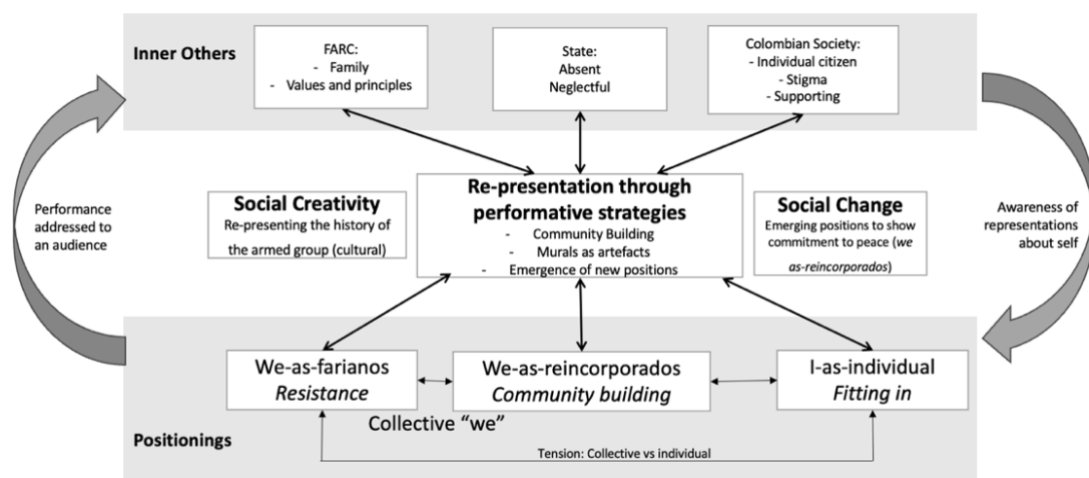 Inner Others
FARC:
- Family
- Values and principles
State:
Absent
Neglectful
Colombian Society:
- Individual citizen
- Stigma
- Supporting
Performance
addressed to
an audience
Social Creativity
Re-presenting the history of
the armed group (cultural)
Re-presentation through
performative strategies
- Community Building
- Murals as artefacts
- Emergence of new positions
Social Change
Emerging positions to show
commitment to peace (we
as-reincorporados)
Awareness of
representations
about self
We-as-farianos
Resistance
We-as-reincorporados
Community building
I-as-individual
Fitting in
Collective “we”
Positionings
Tension: Collective vs individual